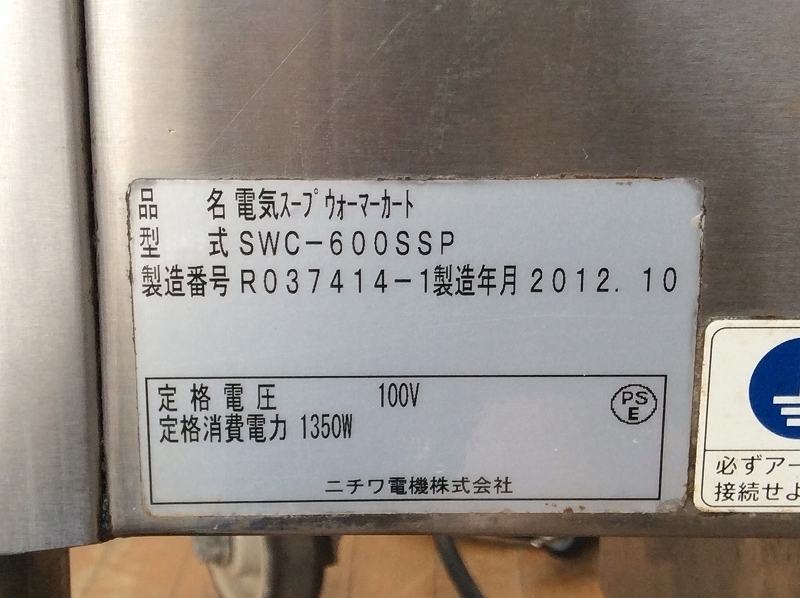 品 名 電気スープウォーマーカート
型 式 SWC-600SSP
製造番号 R037414-1 製造年月 2012.10
定格電圧 100V
PS
E
定格消費電力 1350W
ニチワ電機株式会社
必ずアー
接続せよ